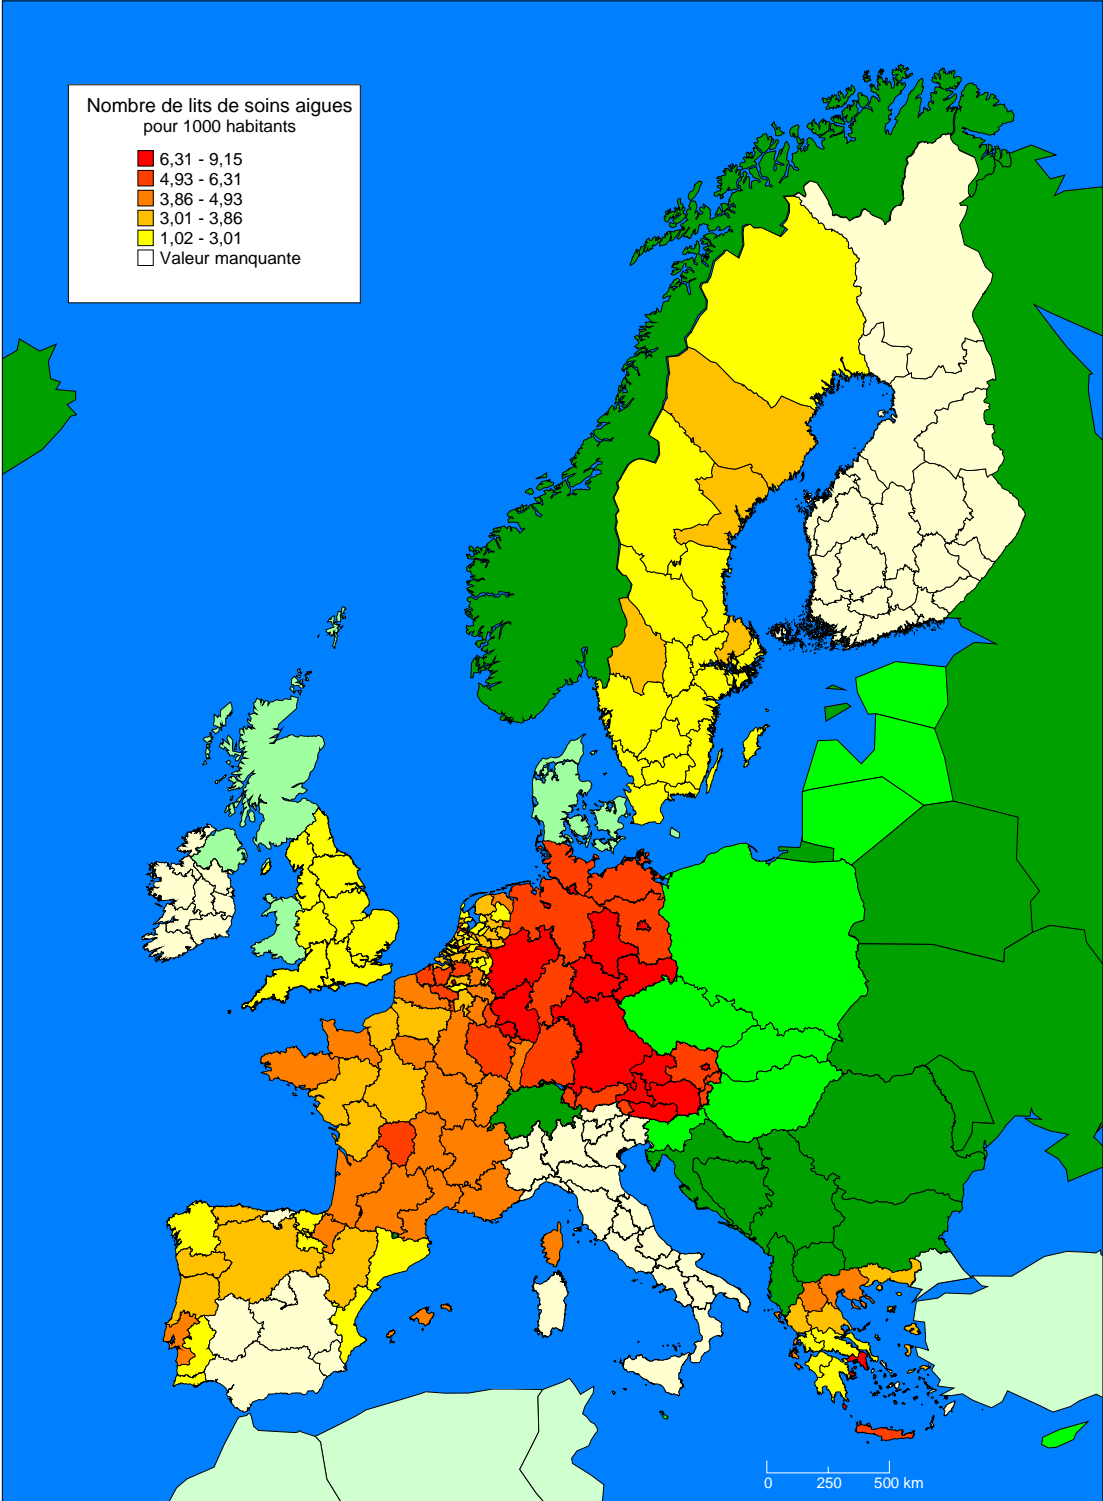 Nombre de lits de soins aigues
pour 1000 habitants
6,31 - 9,15
4,93 - 6,31
3,86 - 4,93
3,01 - 3,86
1,02 - 3,01
Valeur manquante
0 250 500 km